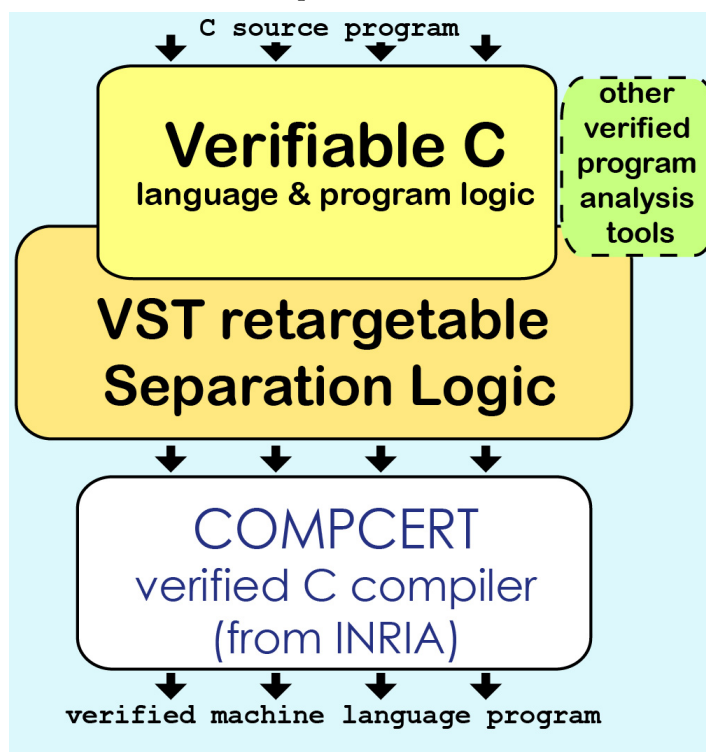 C source program
Verifiable C
language & program logic
other
verified
program
analysis
tools
VST retargetable
Separation Logic
COMPCERT
verified C compiler
(from INRIA)
verified machine language program